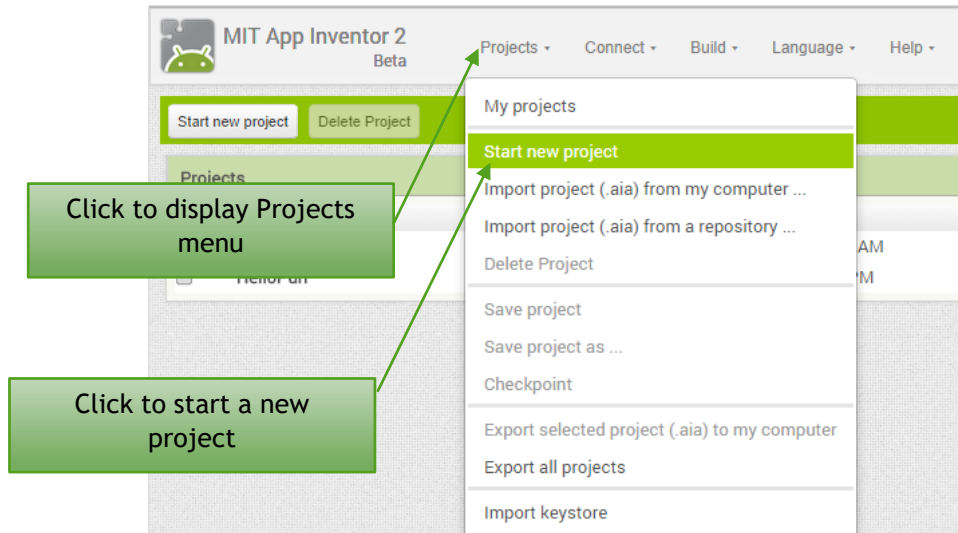 MIT App Inventor 2
Beta
Projects
Connect
Build
Language
Help
Start new project
Delete Project
My projects
Start new project
Import project (.aia) from my computer ...
Import project (.aia) from a repository ...
Delete Project
Save project
Save project as ...
Checkpoint
Export selected project (.aia) to my computer
Export all projects
Import keystore
Projects
Click to display Projects
menu
AM
Click to start a new
project